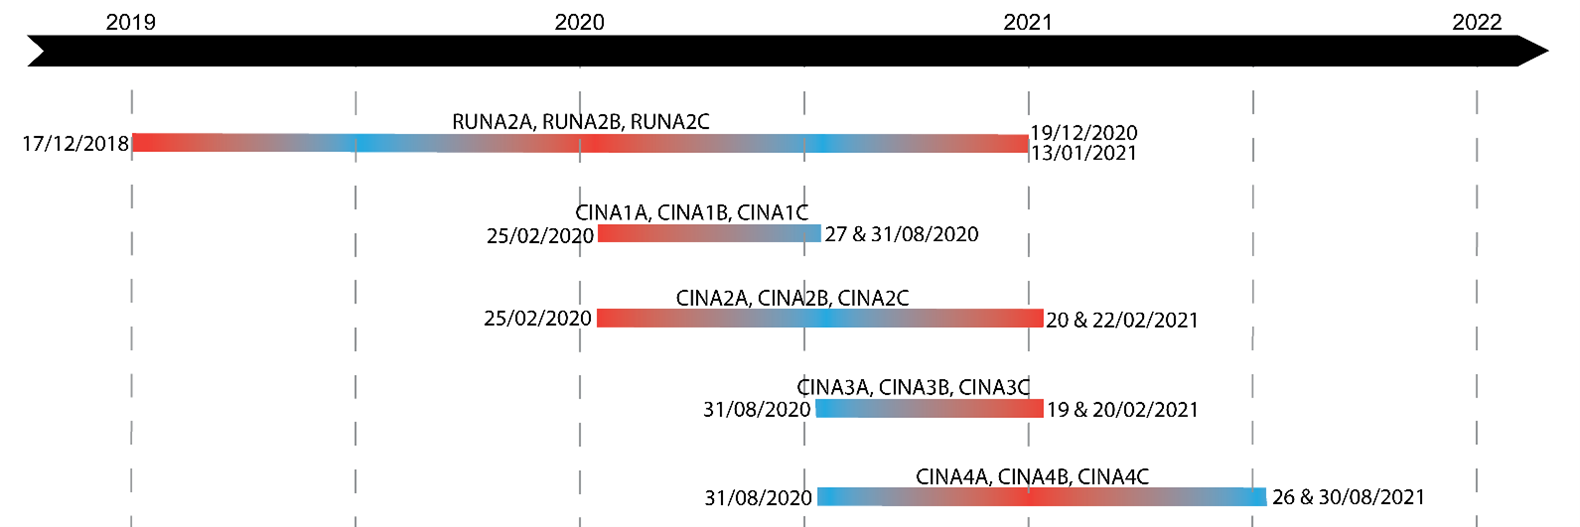 2019 2020 2021 2022
RUNA2A, RUNA2B, RUNA2C
17/12/2018
19/12/2020
13/01/2021
CINA1A, CINA1B, CINA1C
25/02/2020 27 & 31/08/2020
CINA2A, CINA2B, CINA2C
25/02/2020 20 & 22/02/2021
CINA3A, CINA3B, CINA3C
31/08/2020 19 & 20/02/2021
CINA4A, CINA4B, CINA4C
31/08/2020 26 & 30/08/2021